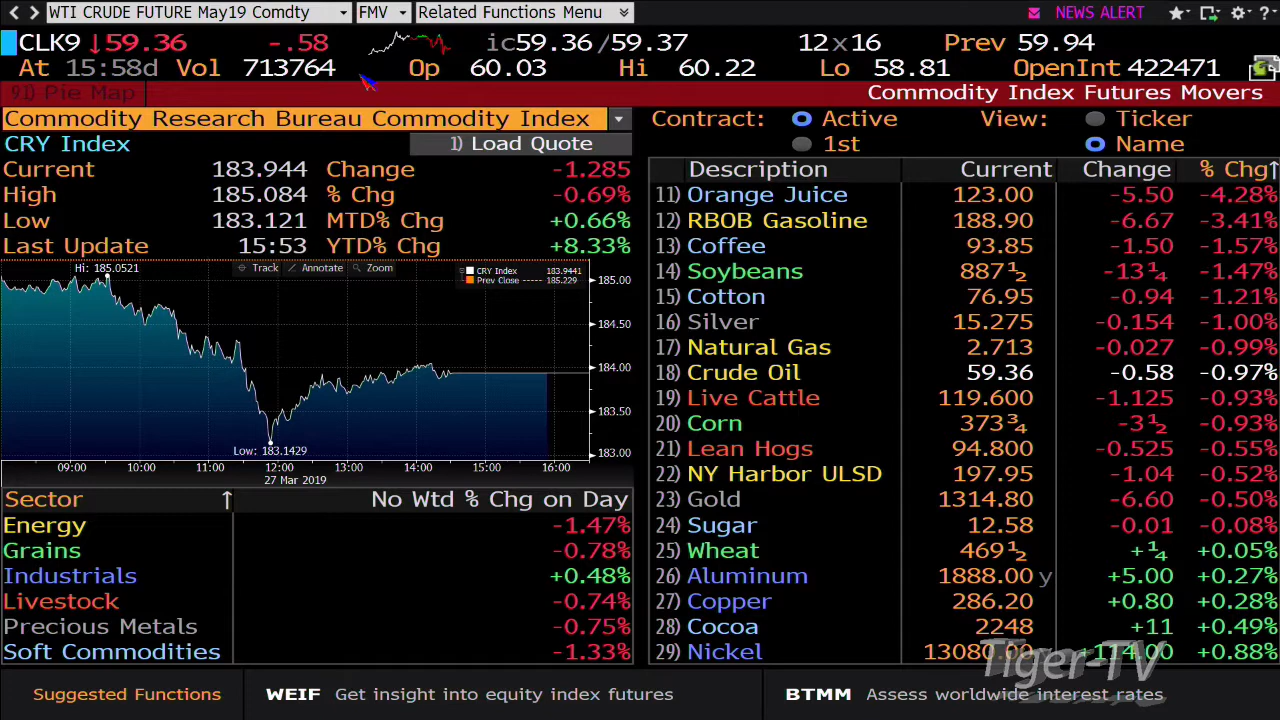 WTI CRUDE FUTURE May19 Comdty FMV Related Functions Menu NEWS ALERT ?
CLK9 ↓59.36 -.58 ic59.36/59.37 12x16 Prev 59.94
At 15:58d Vol 713764 Op 60.03 Hi 60.22 Lo 58.81 OpenInt 422471
91) Pie Map Commodity Index Futures Movers
Commodity Research Bureau Commodity Index
CRY Index 1) Load Quote
Current 183.944 Change -1.285
High 185.084 % Chg -0.69%
Low 183.121 MTD% Chg +0.66%
Last Update 15:53 YTD% Chg +8.33%
Hi: 185.0521 Track Annotate Zoom
CRY Index 183.9441
Prev Close ----- 185.229
185.00
184.50
184.00
183.50
183.00
Low: 183.1429
09:00 10:00 11:00 12:00 13:00 14:00 15:00 16:00
27 Mar 2019
Sector ↑ No Wtd % Chg on Day
Energy -1.47%
Grains -0.78%
Industrials +0.48%
Livestock -0.74%
Precious Metals -0.75%
Soft Commodities -1.33%
Contract: Active View: Ticker
1st Name
Description Current Change % Chg↑
11) Orange Juice 123.00 -5.50 -4.28%
12) RBOB Gasoline 188.90 -6.67 -3.41%
13) Coffee 93.85 -1.50 -1.57%
14) Soybeans 887½ -13¼ -1.47%
15) Cotton 76.95 -0.94 -1.21%
16) Silver 15.275 -0.154 -1.00%
17) Natural Gas 2.713 -0.027 -0.99%
18) Crude Oil 59.36 -0.58 -0.97%
19) Live Cattle 119.600 -1.125 -0.93%
20) Corn 373¾ -3½ -0.93%
21) Lean Hogs 94.800 -0.525 -0.55%
22) NY Harbor ULSD 197.95 -1.04 -0.52%
23) Gold 1314.80 -6.60 -0.50%
24) Sugar 12.58 -0.01 -0.08%
25) Wheat 469½ +¼ +0.05%
26) Aluminum 1888.00 y +5.00 +0.27%
27) Copper 286.20 +0.80 +0.28%
28) Cocoa 2248 +11 +0.49%
29) Nickel 13080.00 +114.00 +0.88%
Tiger-TV
Suggested Functions WEIF Get insight into equity index futures BTMM Assess worldwide interest rates